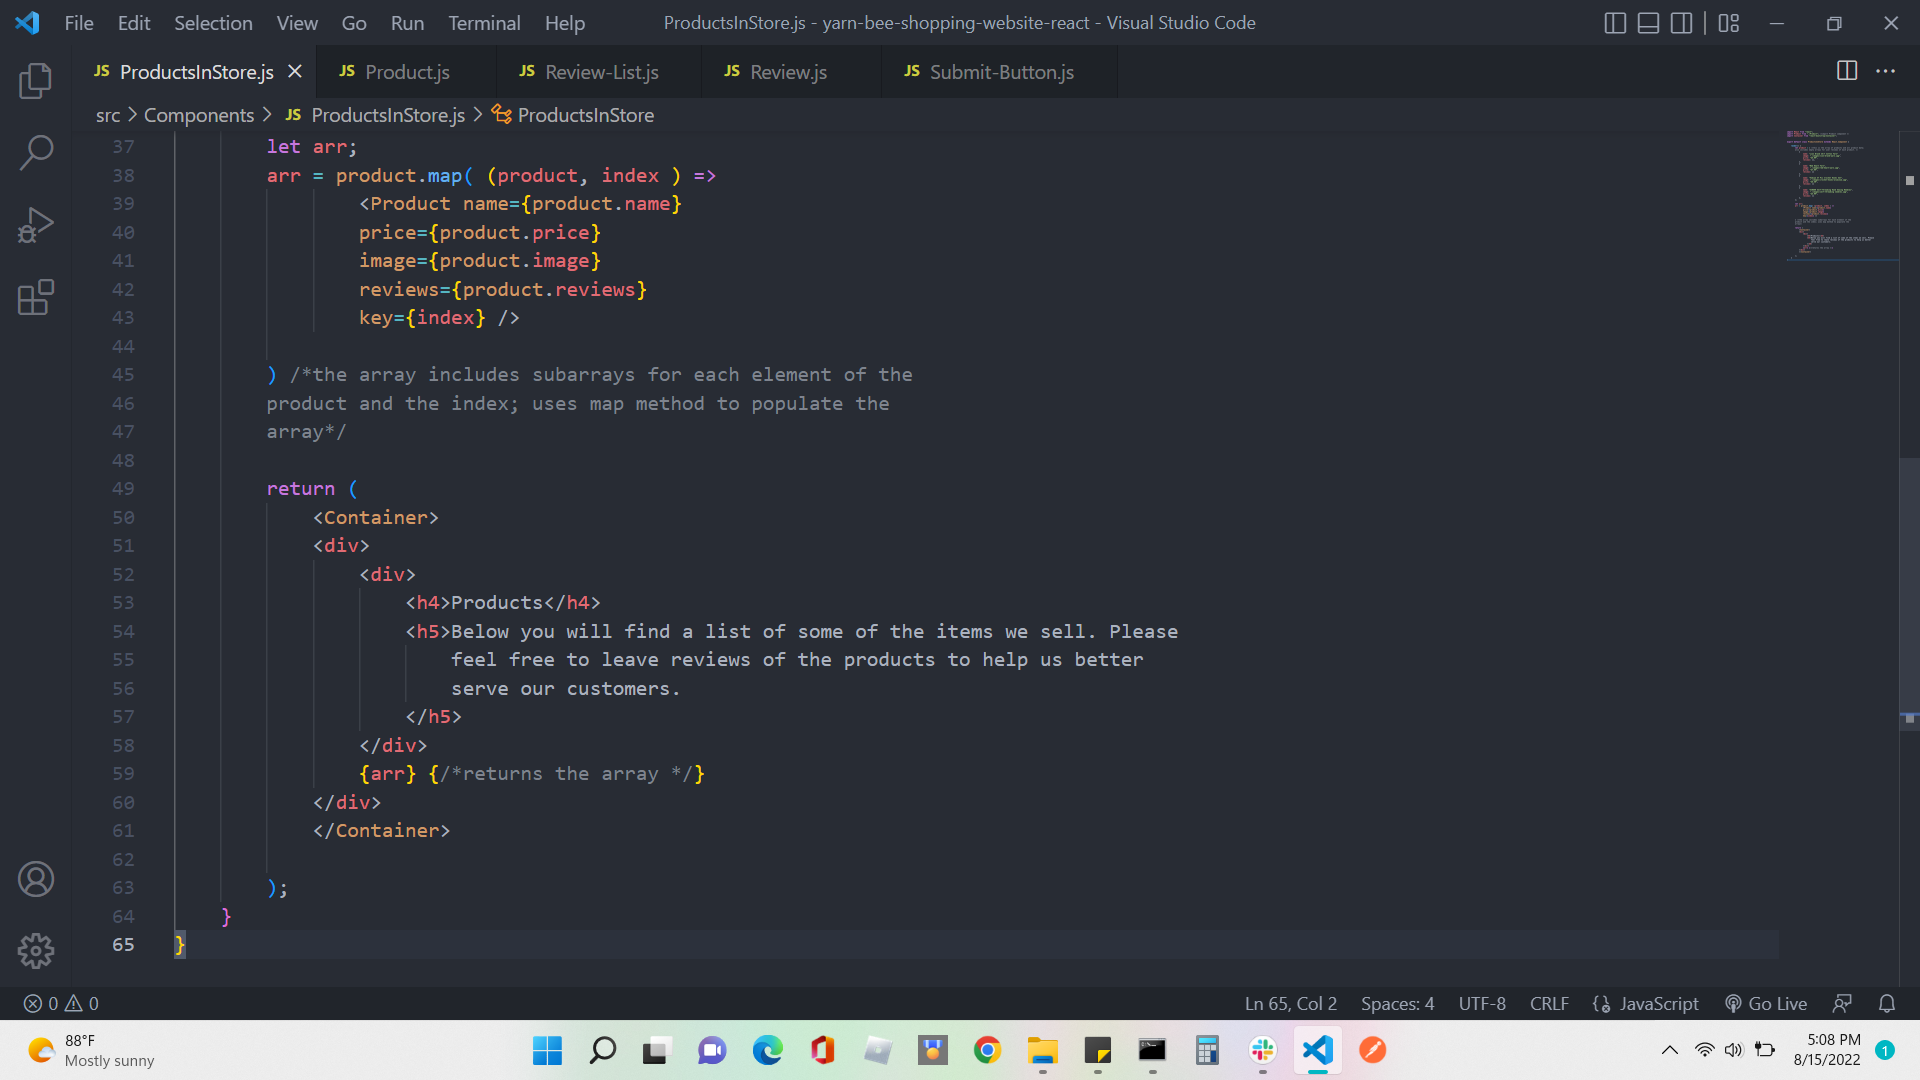 File Edit Selection View Go Run Terminal Help ProductsInStore.js - yarn-bee-shopping-website-react - Visual Studio Code
JS ProductsInStore.js JS Product.js JS Review-List.js JS Review.js JS Submit-Button.js
src > Components > JS ProductsInStore.js > ProductsInStore
37 let arr;
38 arr = product.map( (product, index ) =>
39 <Product name={product.name}
40 price={product.price}
41 image={product.image}
42 reviews={product.reviews}
43 key={index} />
44
45 ) /*the array includes subarrays for each element of the
46 product and the index; uses map method to populate the
47 array*/
48
49 return (
50 <Container>
51 <div>
52 <div>
53 <h4>Products</h4>
54 <h5>Below you will find a list of some of the items we sell. Please
55 feel free to leave reviews of the products to help us better
56 serve our customers.
57 </h5>
58 </div>
59 {arr} {/*returns the array */}
60 </div>
61 </Container>
62
63 );
64 }
65 }
0 0 Ln 65, Col 2 Spaces: 4 UTF-8 CRLF JavaScript Go Live
88°F
Mostly sunny
5:08 PM
8/15/2022
1